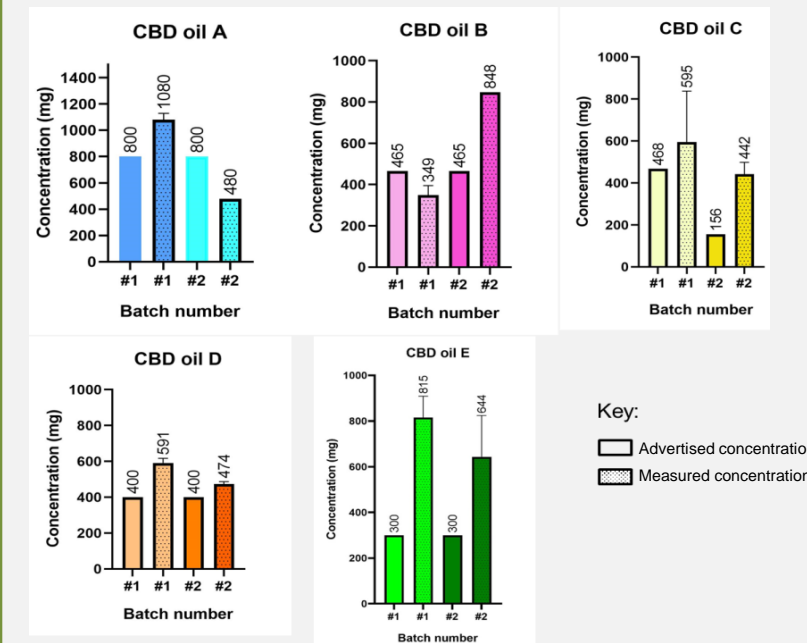 CBD oil A
Concentration (mg)
1400
1200
1000
800
600
400
200
0
800
1080
800
480
#1 #1 #2 #2
Batch number
CBD oil B
Concentration (mg)
1000
800
600
400
200
0
465
349
465
848
#1 #1 #2 #2
Batch number
CBD oil C
Concentration (mg)
1000
800
600
400
200
0
468
595
156
442
#1 #1 #2 #2
Batch number
CBD oil D
Concentration (mg)
1000
800
600
400
200
0
400
591
400
474
#1 #1 #2 #2
Batch number
CBD oil E
Concentration (mg)
1000
800
600
400
200
0
300
815
300
644
#1 #1 #2 #2
Batch number
Key:
Advertised concentratio
Measured concentration